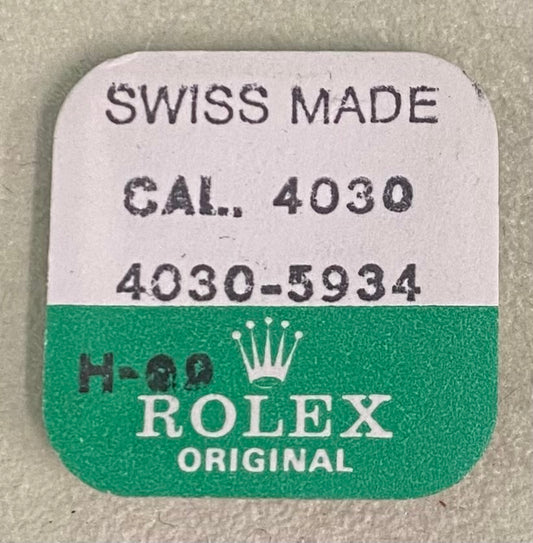 SWISS MADE
CAL. 4030
4030-5934
ROLEX
ORIGINAL